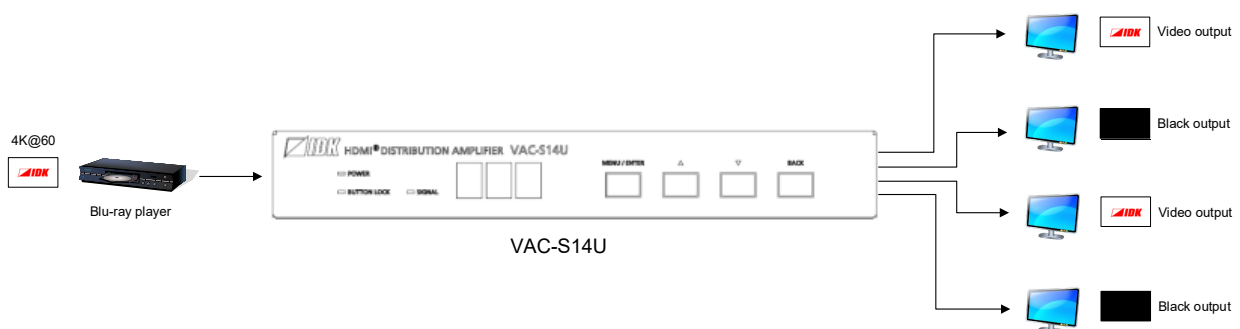 4K@60
IDK
Blu-ray player
IDK HDMI® DISTRIBUTION AMPLIFIER VAC-S14U
POWER
BUTTON LOCK
SIGNAL
MENU / ENTER
△
▽
BACK
VAC-S14U
IDK
Video output
Black output
IDK
Video output
Black output